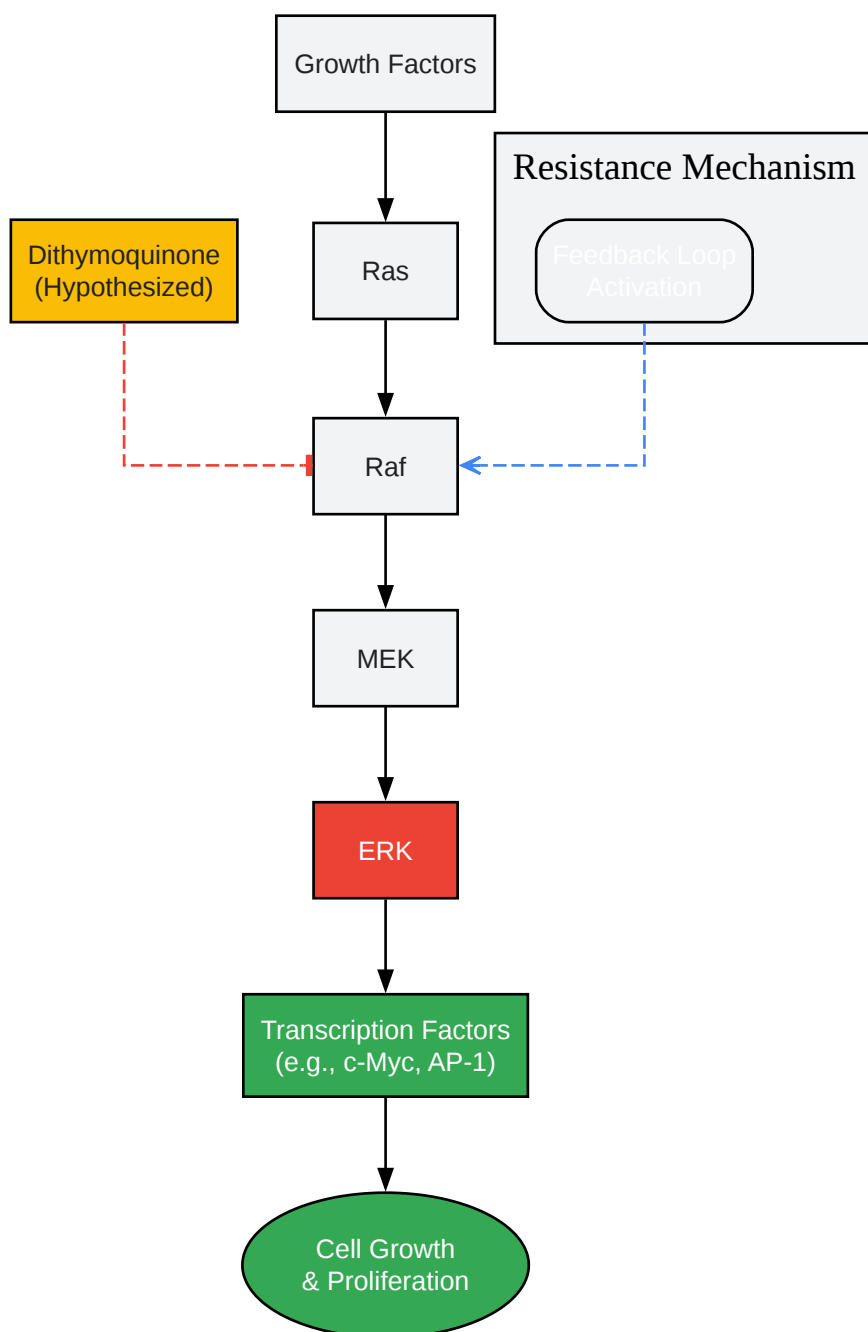 Growth Factors
Resistance Mechanism
Feedback Loop
Activation
Dithymoquinone
(Hypothesized)
Ras
Raf
MEK
ERK
Transcription Factors
(e.g., c-Myc, AP-1)
Cell Growth
& Proliferation